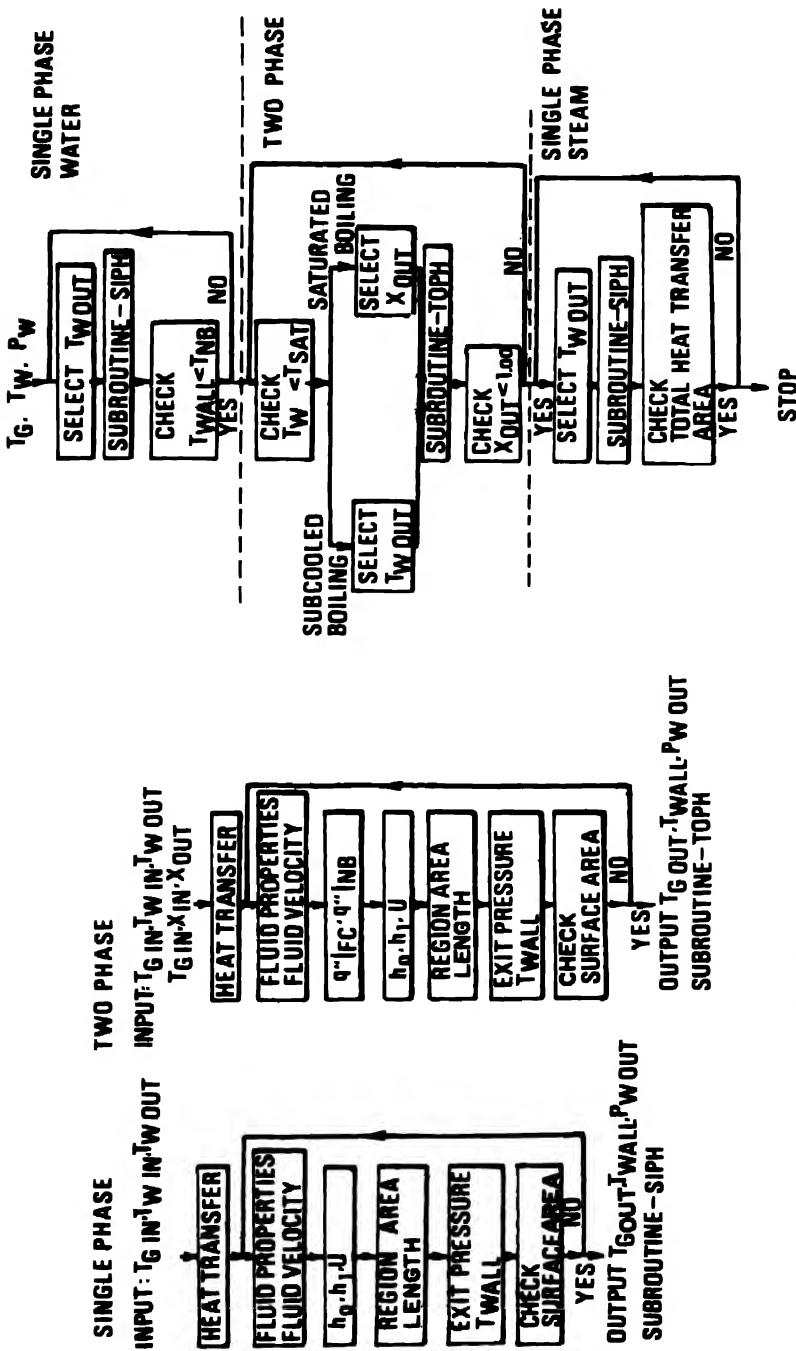 SINGLE PHASE
INPUT: TG IN, TW IN, TW OUT
HEAT TRANSFER
FLUID PROPERTIES
FLUID VELOCITY
h0, h1, U
REGION AREA
LENGTH
EXIT PRESSURE
TWALL
CHECK
SURFACE AREA
NO
YES
OUTPUT TGOUT, TWALL, PW OUT
SUBROUTINE-SIPH
TWO PHASE
INPUT: TG IN, TW IN, TW OUT
TG IN, X IN, X OUT
HEAT TRANSFER
FLUID PROPERTIES
FLUID VELOCITY
q"|FC, q"|NB
h0, h1, U
REGION AREA
LENGTH
EXIT PRESSURE
TWALL
CHECK
SURFACE AREA
NO
YES
OUTPUT TG OUT, TWALL, PW OUT
SUBROUTINE-TOPH
TG, TW, PW
SINGLE PHASE
WATER
SELECT TW OUT
SUBROUTINE-SIPH
CHECK
TWALL<TNB
NO
YES
TWO PHASE
CHECK
TW <TSAT
SUBCOOLED
BOILING
SATURATED
BOILING
SELECT
TW OUT
SELECT
XOUT
SUBROUTINE-TOPH
CHECK
XOUT<1.00
NO
YES
SINGLE PHASE
STEAM
SELECT TW OUT
SUBROUTINE-SIPH
CHECK
TOTAL HEAT TRANSFER
AREA
NO
YES
STOP